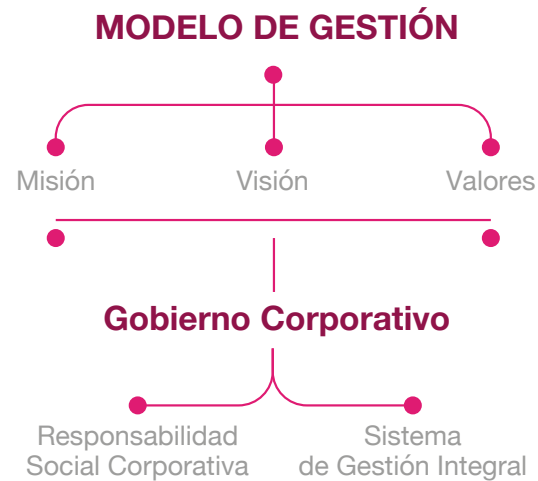 MODELO DE GESTIÓN
Misión
Visión
Valores
Gobierno Corporativo
Responsabilidad
Social Corporativa
Sistema
de Gestión Integral